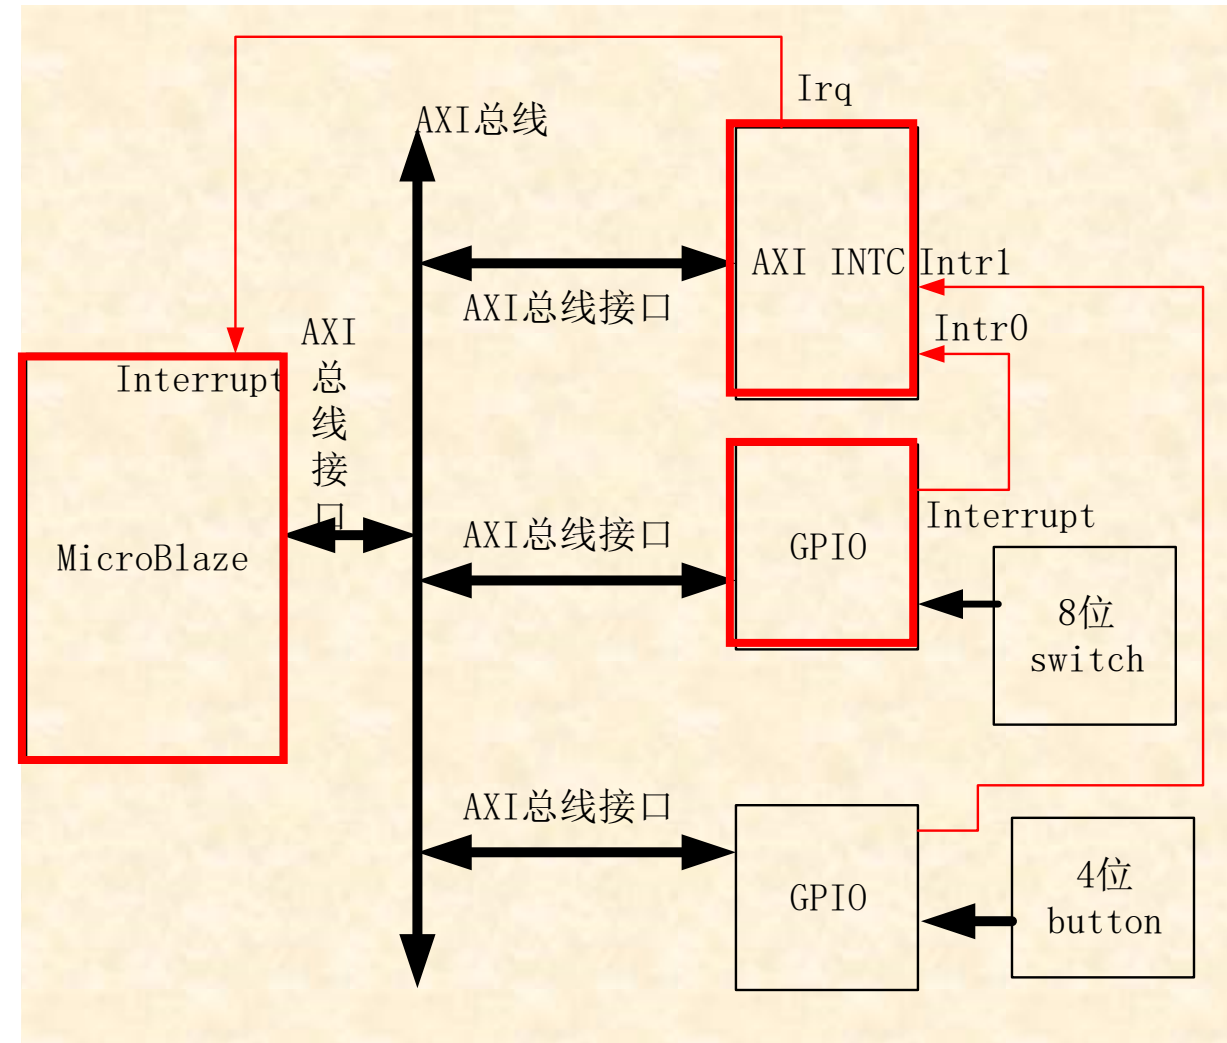 Irq
AXI总线
AXI INTC
Intr1
AXI总线接口
Intr0
AXI
总
线
接
口
Interrupt
MicroBlaze
AXI总线接口
GPIO
Interrupt
8位
switch
AXI总线接口
GPIO
4位
button